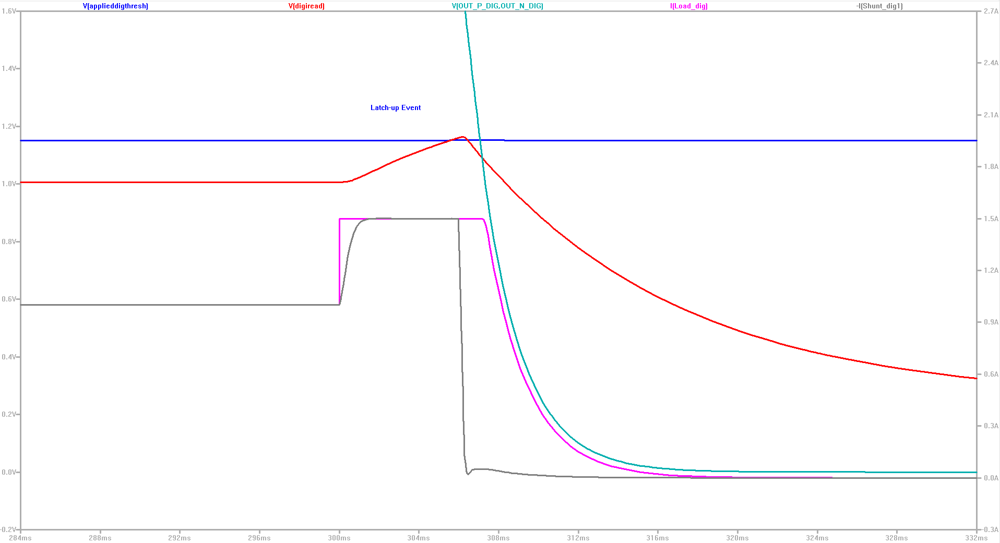 V(applieddigthresh) V(digiread) V(OUT_P_DIG,OUT_N_DIG) I(Load_dig) -I(Shunt_dig1)
1.6V 2.7A
1.4V 2.4A
1.2V 2.1A
Latch-up Event
1.0V 1.8A
0.8V 1.5A
0.6V 1.2A
0.4V 0.9A
0.2V 0.6A
0.0V 0.3A
0.0A
-0.2V -0.3A
284ms 288ms 292ms 296ms 300ms 304ms 308ms 312ms 316ms 320ms 324ms 328ms 332ms